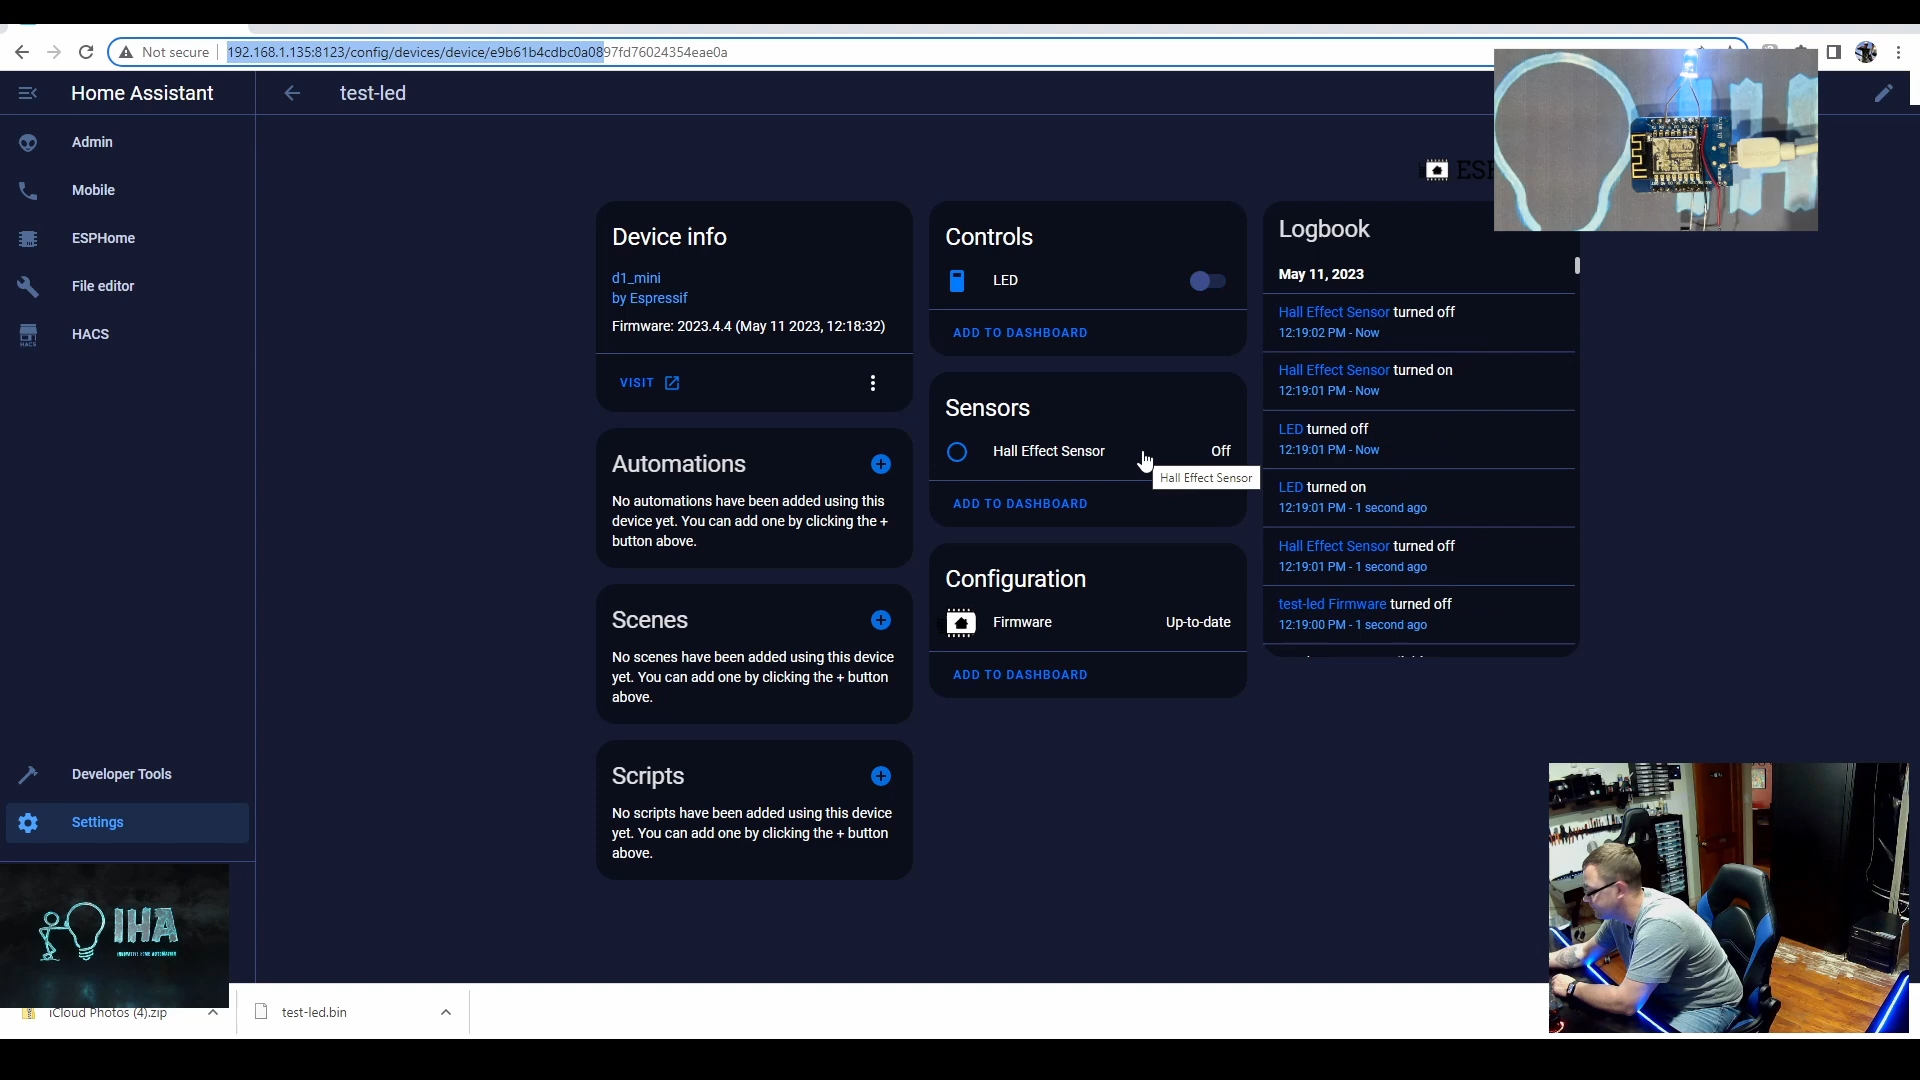 Not secure
192.168.1.135:8123/config/devices/device/e9b61b4cdbc0a0897fd76024354eae0a
Home Assistant
test-led
Admin
Mobile
ESPHome
File editor
HACS
HACS
Developer Tools
Settings
Device info
d1_mini
by Espressif
Firmware: 2023.4.4 (May 11 2023, 12:18:32)
VISIT
Automations
No automations have been added using this
device yet. You can add one by clicking the +
button above.
Scenes
No scenes have been added using this device
yet. You can add one by clicking the + button
above.
Scripts
No scripts have been added using this device
yet. You can add one by clicking the + button
above.
Controls
LED
ADD TO DASHBOARD
Sensors
Hall Effect Sensor
Off
Hall Effect Sensor
ADD TO DASHBOARD
Configuration
Firmware
Up-to-date
ADD TO DASHBOARD
Logbook
May 11, 2023
Hall Effect Sensor turned off
12:19:02 PM - Now
Hall Effect Sensor turned on
12:19:01 PM - Now
LED turned off
12:19:01 PM - Now
LED turned on
12:19:01 PM - 1 second ago
Hall Effect Sensor turned off
12:19:01 PM - 1 second ago
test-led Firmware turned off
12:19:00 PM - 1 second ago
IHA
INNOVATIVE HOME AUTOMATION
iCloud Photos (4).zip
test-led.bin